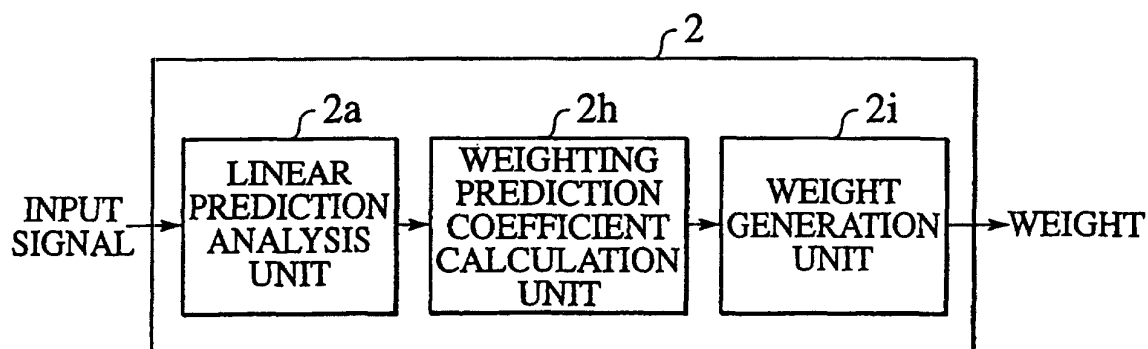 2
2a
2h
2i
INPUT
SIGNAL
LINEAR
PREDICTION
ANALYSIS
UNIT
WEIGHTING
PREDICTION
COEFFICIENT
CALCULATION
UNIT
WEIGHT
GENERATION
UNIT
WEIGHT